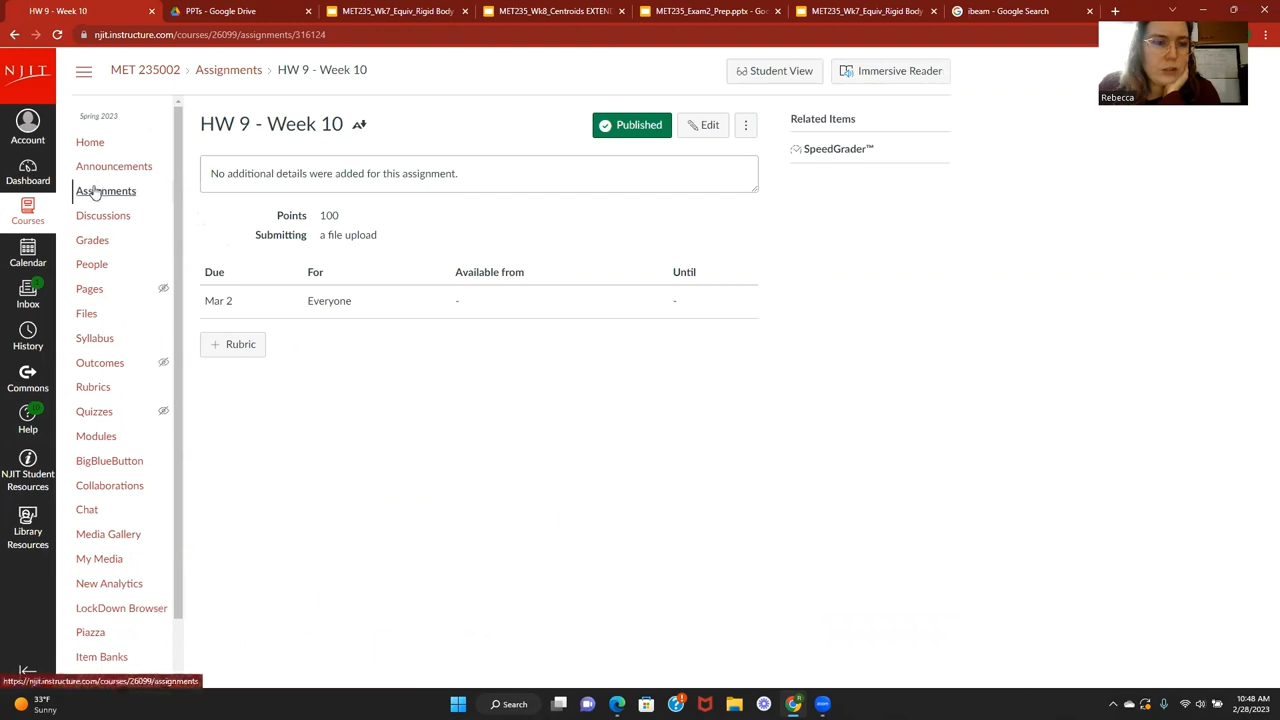 PPTs - Google Drive
MET235_Wk7_Equiv_Rigid Body
MET235_Wk8_Centroids EXTEN
MET235_Exam2_Prep.pptx - Goo
MET235_Wk7_Equiv_Rigid Body
ibeam - Google Search
njit.instructure.com/courses/26099/assignments/316124
NJIT
MET 235002 › Assignments › HW 9 - Week 10
Student View
Immersive Reader
Rebecca
Account
Dashboard
Courses
Calendar
1
Inbox
History
Commons
10
Help
NJIT Student
Resources
Library
Resources
Spring 2023
Home
Announcements
Assignments
Discussions
Grades
People
Pages
Files
Syllabus
Outcomes
Rubrics
Quizzes
Modules
BigBlueButton
Collaborations
Chat
Media Gallery
My Media
New Analytics
LockDown Browser
Piazza
Item Banks
HW 9 - Week 10
Published
Edit
No additional details were added for this assignment.
Points 100
Submitting a file upload
Due For Available from Until
Mar 2 Everyone - -
+ Rubric
Related Items
SpeedGrader™
https://njit.instructure.com/courses/26099/assignments
33°F
Sunny
Search
10:48 AM
2/28/2023